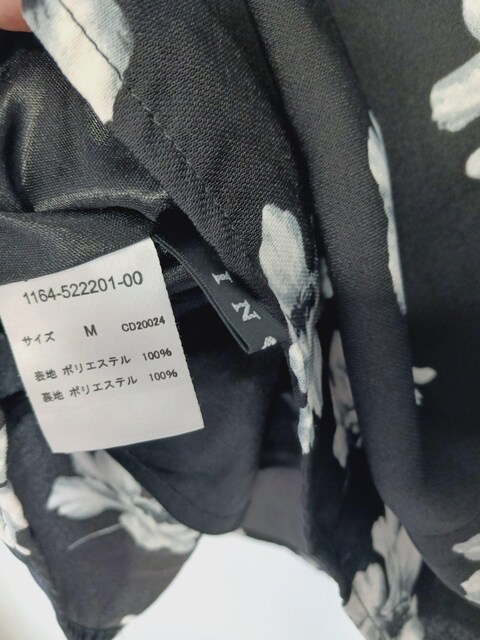 1164-522201-00
サイズ M CD20024
表地 ポリエステル 100%
裏地 ポリエステル 100%
I N